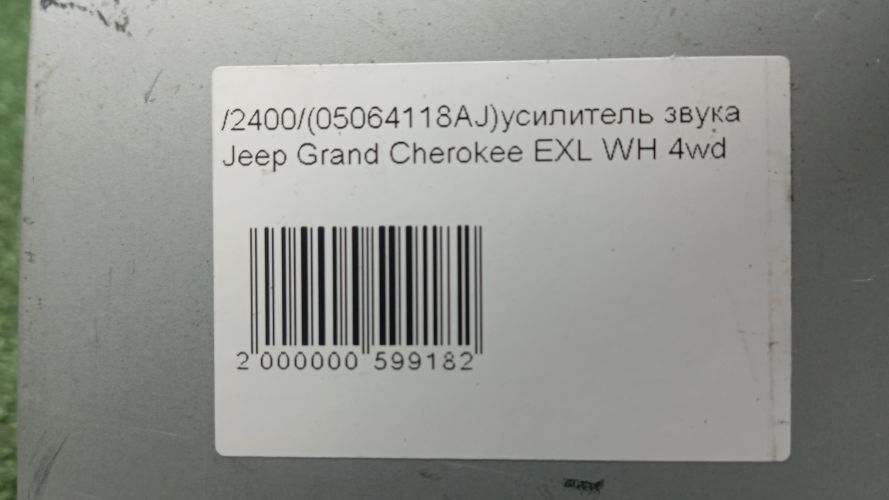 /2400/(05064118AJ)усилитель звука
Jeep Grand Cherokee EXL WH 4wd
2 000000 599182